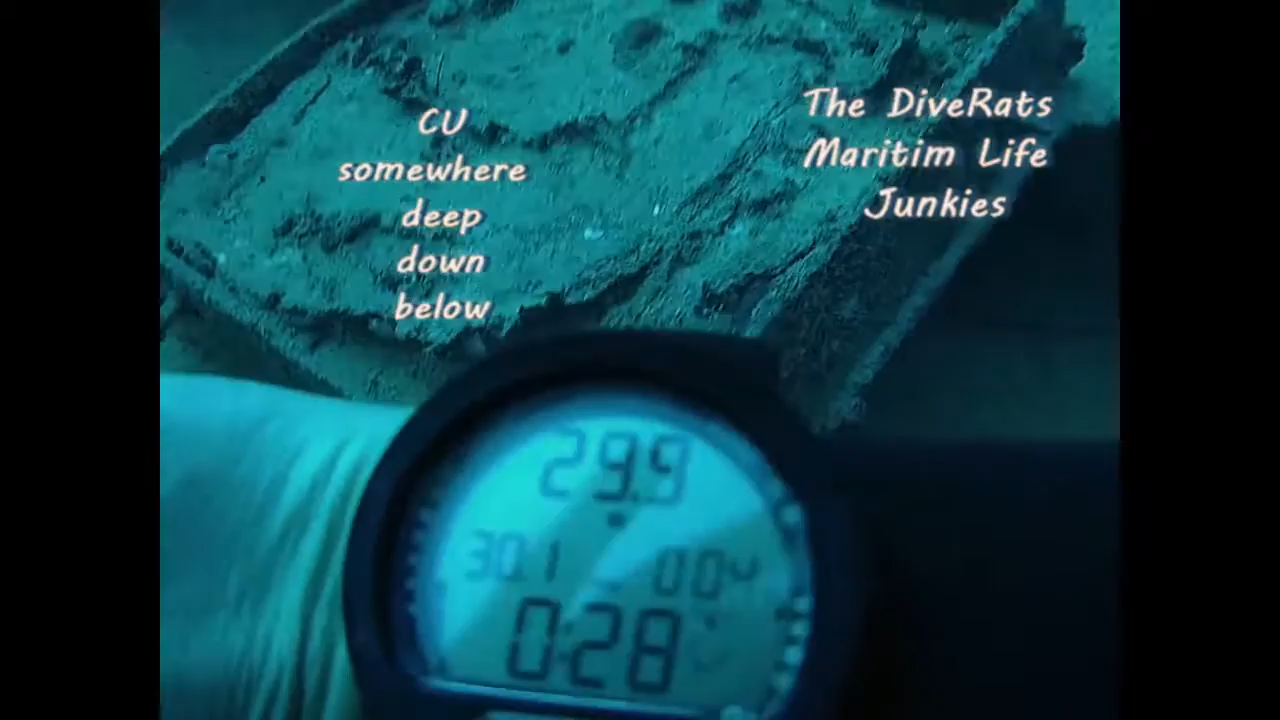 CU
somewhere
deep
down
below
The DiveRats
Maritim Life
Junkies
29.9
30.1
0:28